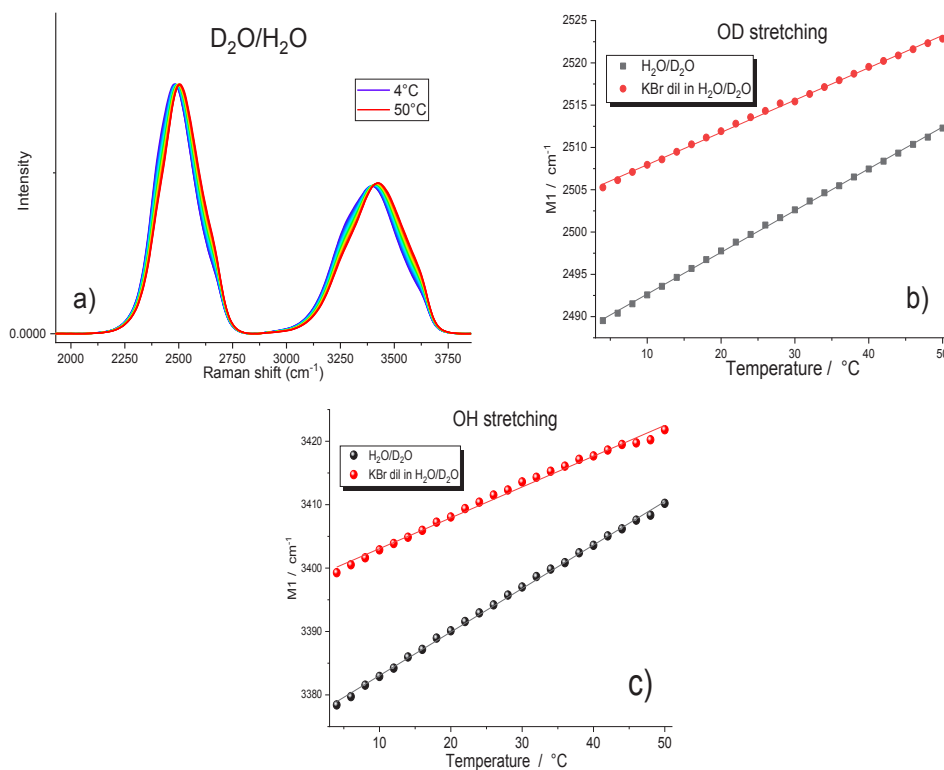 D₂O/H₂O
4°C
50°C
Intensity
0.0000
a)
2000 2250 2500 2750 3000 3250 3500 3750
Raman shift (cm⁻¹)
OD stretching
H₂O/D₂O
KBr dil in H₂O/D₂O
M1 / cm⁻¹
2525
2520
2515
2510
2505
2500
2495
2490
b)
10 20 30 40 50
Temperature / °C
OH stretching
H₂O/D₂O
KBr dil in H₂O/D₂O
M1 / cm⁻¹
3420
3410
3400
3390
3380
c)
10 20 30 40 50
Temperature / °C